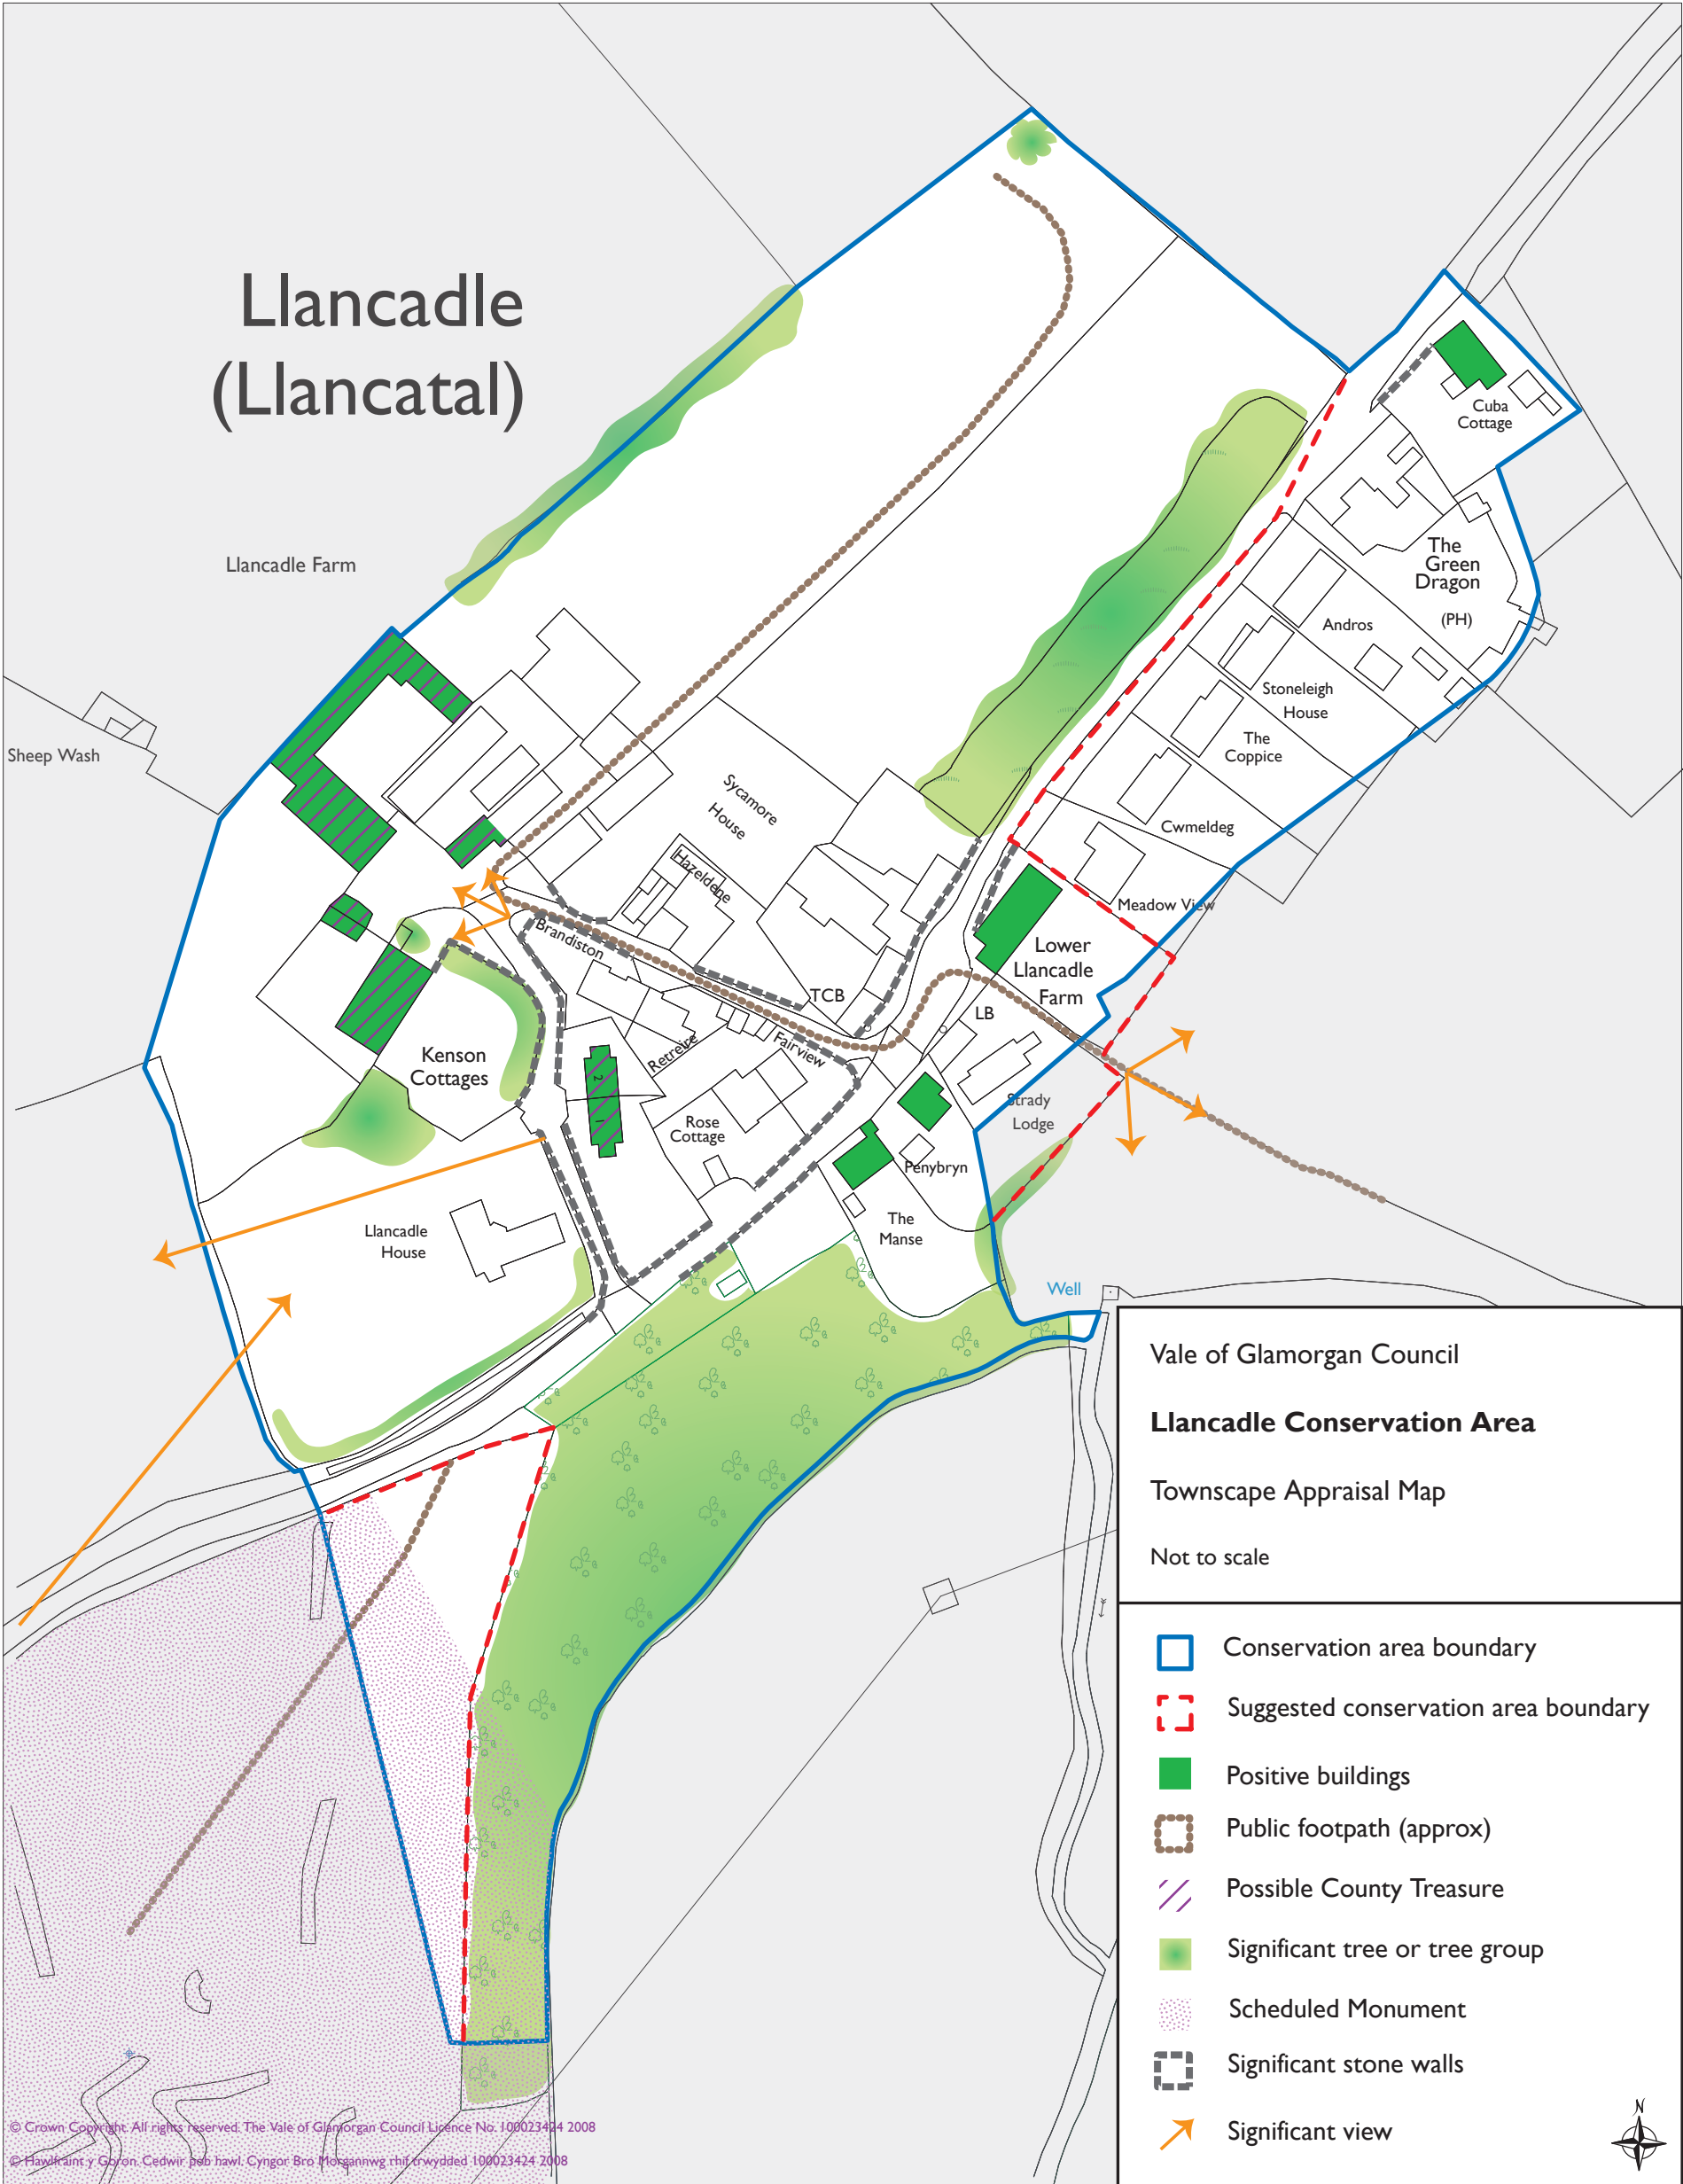 Llancadle
(Llancatal)
Llancadle Farm
Sheep Wash
Cuba
Cottage
The
Green
Dragon
(PH)
Andros
Stoneleigh
House
The
Coppice
Cwmeldeg
Meadow View
Sycamore
House
Hazeldene
Brandiston
Lower
Llancadle
Farm
TCB
LB
Kenson
Cottages
2
1
Retreire
Fairview
Rose
Cottage
Strady
Lodge
Penybryn
The
Manse
Llancadle
House
Well
Vale of Glamorgan Council
Llancadle Conservation Area
Townscape Appraisal Map
Not to scale
Conservation area boundary
Suggested conservation area boundary
Positive buildings
Public footpath (approx)
Possible County Treasure
Significant tree or tree group
Scheduled Monument
Significant stone walls
Significant view
N
© Crown Copyright. All rights reserved. The Vale of Glamorgan Council Licence No. 100023424 2008
© Hawlfraint y Goron. Cedwir pob hawl. Cyngor Bro Morgannwg rhif trwydded 100023424 2008